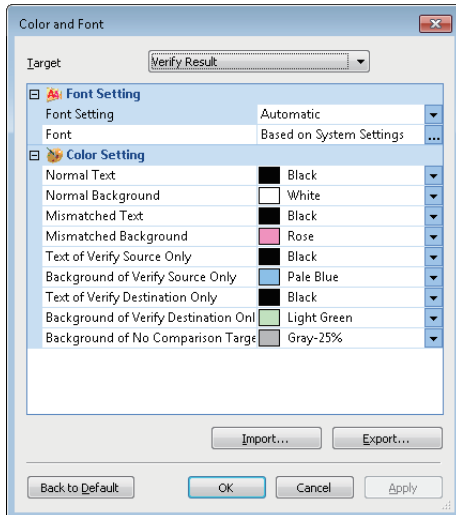 Color and Font
Target Verify Result
Font Setting
Font Setting Automatic
Font Based on System Settings ...
Color Setting
Normal Text Black
Normal Background White
Mismatched Text Black
Mismatched Background Rose
Text of Verify Source Only Black
Background of Verify Source Only Pale Blue
Text of Verify Destination Only Black
Background of Verify Destination Onl Light Green
Background of No Comparison Targe Gray-25%
Import... Export...
Back to Default OK Cancel Apply